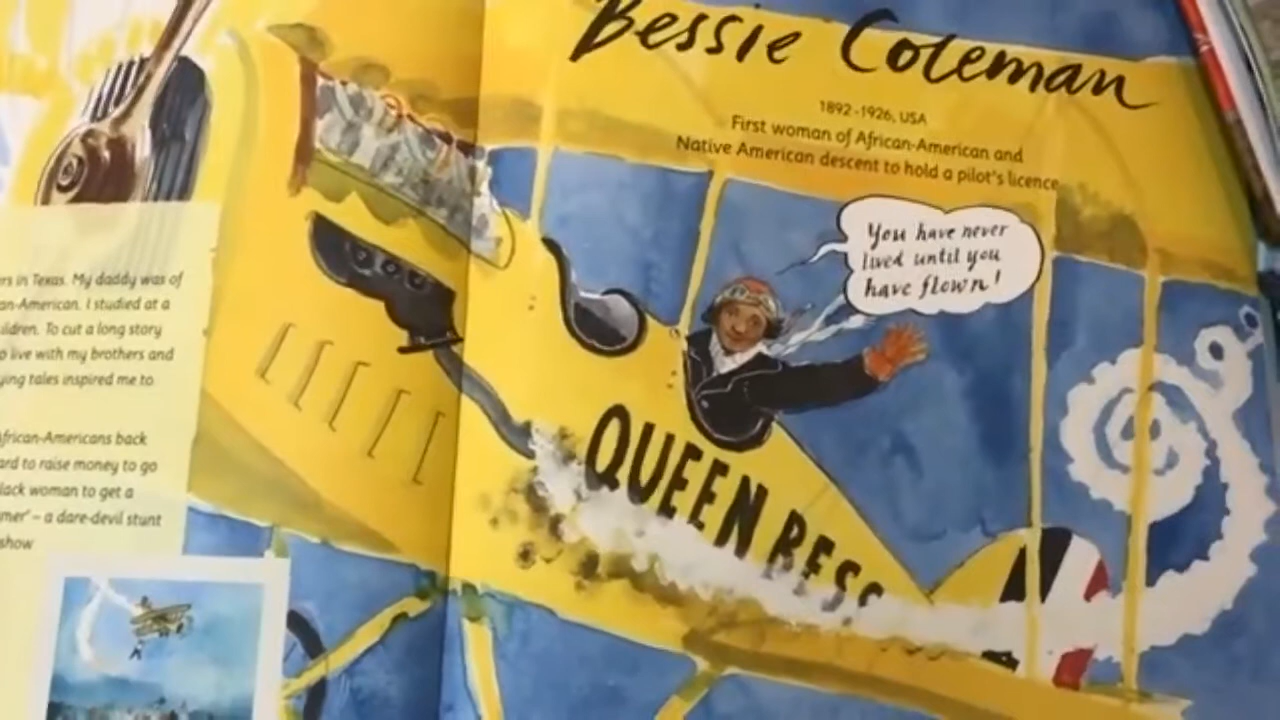 ers in Texas. My daddy was of
an-American. I studied at a
ildren. To cut a long story
o live with my brothers and
ying tales inspired me to
African-Americans back
ard to raise money to go
lack woman to get a
mer' – a dare-devil stunt
show
Bessie Coleman
1892-1926, USA
First woman of African-American and
Native American descent to hold a pilot's licence
You have never
lived until you
have flown!
QUEEN BESS